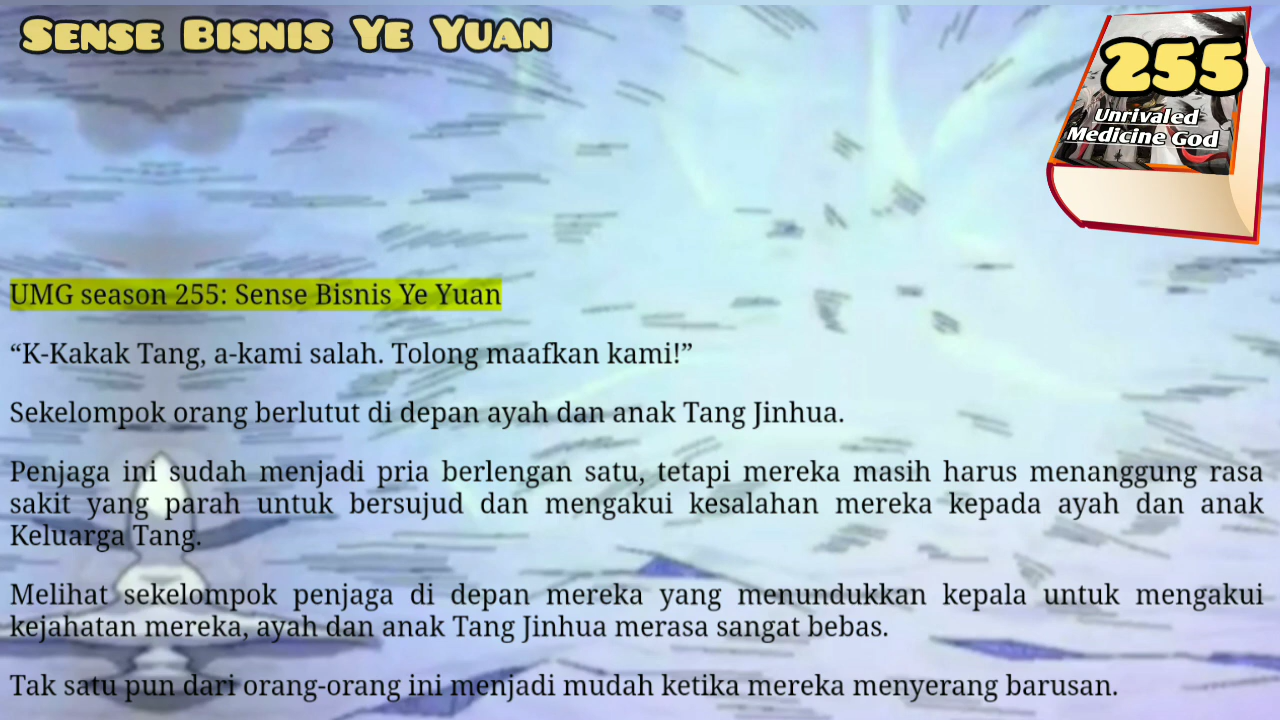 Sense Bisnis Ye Yuan
255
Unrivaled
Medicine God
UMG season 255: Sense Bisnis Ye Yuan
“K-Kakak Tang, a-kami salah. Tolong maafkan kami!”
Sekelompok orang berlutut di depan ayah dan anak Tang Jinhua.
Penjaga ini sudah menjadi pria berlengan satu, tetapi mereka masih harus menanggung rasa
sakit yang parah untuk bersujud dan mengakui kesalahan mereka kepada ayah dan anak
Keluarga Tang.
Melihat sekelompok penjaga di depan mereka yang menundukkan kepala untuk mengakui
kejahatan mereka, ayah dan anak Tang Jinhua merasa sangat bebas.
Tak satu pun dari orang-orang ini menjadi mudah ketika mereka menyerang barusan.